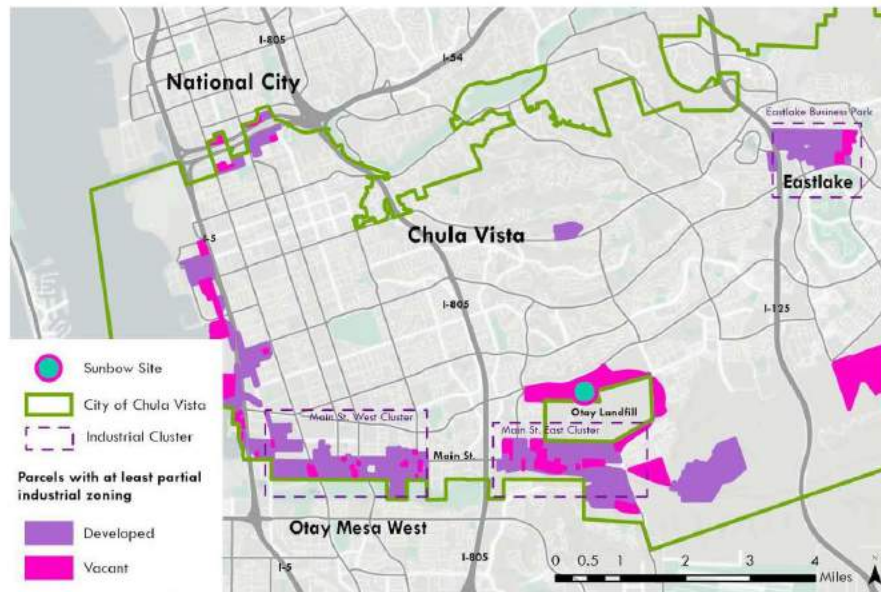 I-805
I-54
National City
Eastlake Business Park
Eastlake
Chula Vista
I-5
I-805
I-125
Sunbow Site
City of Chula Vista
Industrial Cluster
Parcels with at least partial
industrial zoning
Developed
Vacant
Otay Landfill
Main St. West Cluster
Main St. East Cluster
Main St.
Otay Mesa West
I-805
I-5
0 0.5 1 2 3 4
Miles
N